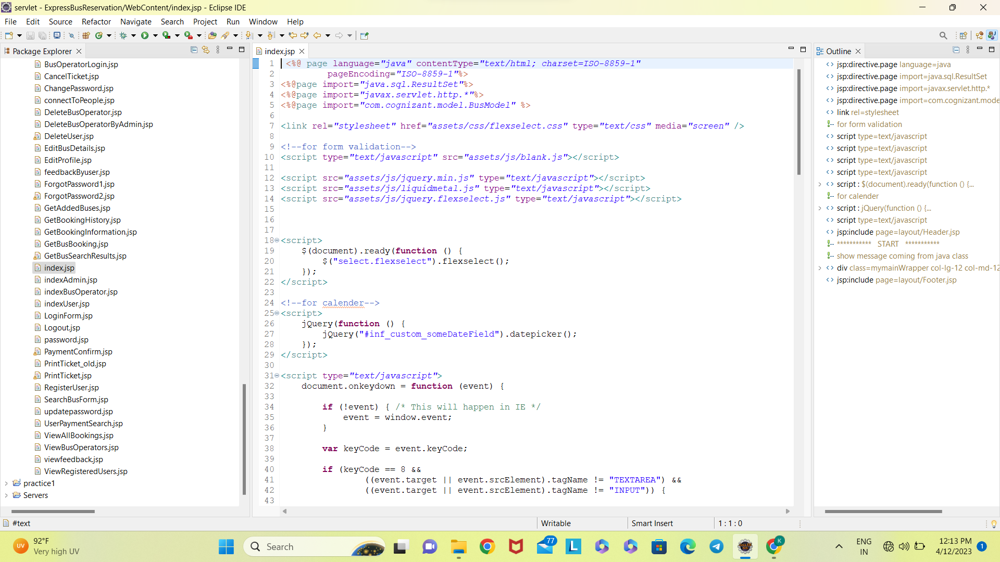 servlet - ExpressBusReservation/WebContent/index.jsp - Eclipse IDE
File Edit Source Refactor Navigate Search Project Run Window Help
Package Explorer
BusOperatorLogin.jsp
CancelTicket.jsp
ChangePassword.jsp
connectToPeople.jsp
DeleteBusOperator.jsp
DeleteBusOperatorByAdmin.jsp
DeleteUser.jsp
EditBusDetails.jsp
EditProfile.jsp
feedbackByuser.jsp
ForgotPassword1.jsp
ForgotPassword2.jsp
GetAddedBuses.jsp
GetBookingHistory.jsp
GetBookingInformation.jsp
GetBusBooking.jsp
GetBusSearchResults.jsp
index.jsp
indexAdmin.jsp
indexBusOperator.jsp
indexUser.jsp
LoginForm.jsp
Logout.jsp
password.jsp
PaymentConfirm.jsp
PrintTicket_old.jsp
PrintTicket.jsp
RegisterUser.jsp
SearchBusForm.jsp
updatepassword.jsp
UserPaymentSearch.jsp
ViewAllBookings.jsp
ViewBusOperators.jsp
viewfeedback.jsp
ViewRegisteredUsers.jsp
practice1
Servers
index.jsp
1 <%@ page language="java" contentType="text/html; charset=ISO-8859-1"
2 pageEncoding="ISO-8859-1"%>
3 <%@page import="java.sql.ResultSet"%>
4 <%@page import="javax.servlet.http.*"%>
5 <%@page import="com.cognizant.model.BusModel" %>
6
7 <link rel="stylesheet" href="assets/css/flexselect.css" type="text/css" media="screen" />
8
9 <!--for form validation-->
10 <script type="text/javascript" src="assets/js/blank.js"></script>
11
12 <script src="assets/js/jquery.min.js" type="text/javascript"></script>
13 <script src="assets/js/liquidmetal.js" type="text/javascript"></script>
14 <script src="assets/js/jquery.flexselect.js" type="text/javascript"></script>
15
16
17
18 <script>
19 $(document).ready(function () {
20 $("select.flexselect").flexselect();
21 });
22 </script>
23
24 <!--for calender-->
25 <script>
26 jQuery(function () {
27 jQuery("#inf_custom_someDateField").datepicker();
28 });
29 </script>
30
31 <script type="text/javascript">
32 document.onkeydown = function (event) {
33
34 if (!event) { /* This will happen in IE */
35 event = window.event;
36 }
37
38 var keyCode = event.keyCode;
39
40 if (keyCode == 8 &&
41 ((event.target || event.srcElement).tagName != "TEXTAREA") &&
42 ((event.target || event.srcElement).tagName != "INPUT")) {
43
Outline
jsp:directive.page language=java
jsp:directive.page import=java.sql.ResultSet
jsp:directive.page import=javax.servlet.http.*
jsp:directive.page import=com.cognizant.mode
link rel=stylesheet
for form validation
script type=text/javascript
script type=text/javascript
script type=text/javascript
script type=text/javascript
script : $(document).ready(function () {...
for calender
script : jQuery(function () {...
script type=text/javascript
jsp:include page=layout/Header.jsp
*********** START ***********
show message coming from java class
div class=mymainWrapper col-lg-12 col-md-12
jsp:include page=layout/Footer.jsp
#text
Writable
Smart Insert
1 : 1 : 0
UV
92°F
Very high UV
Search
77
L
K
ENG
IN
12:13 PM
4/12/2023
1